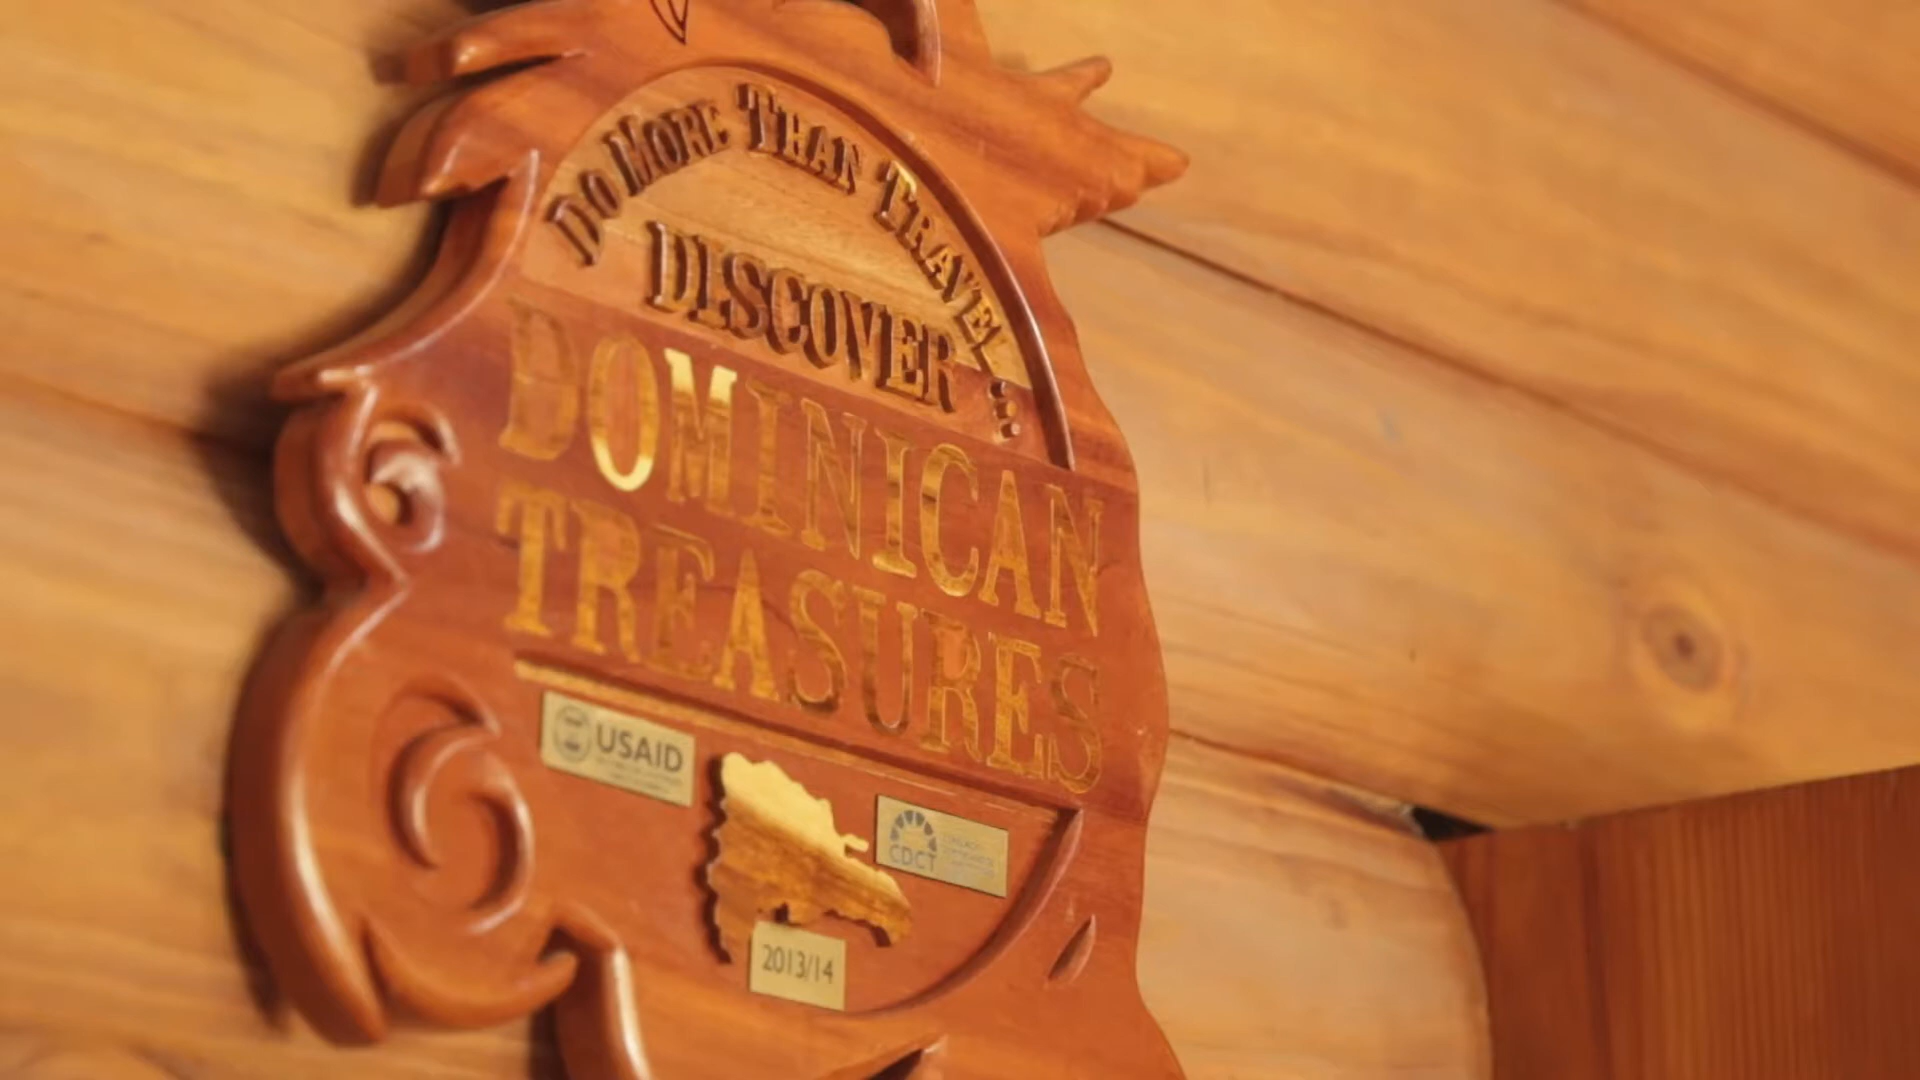 DO MORE THAN TRAVEL
DISCOVER :
DOMINICAN
TREASURES
USAID
CDCT
2013/14